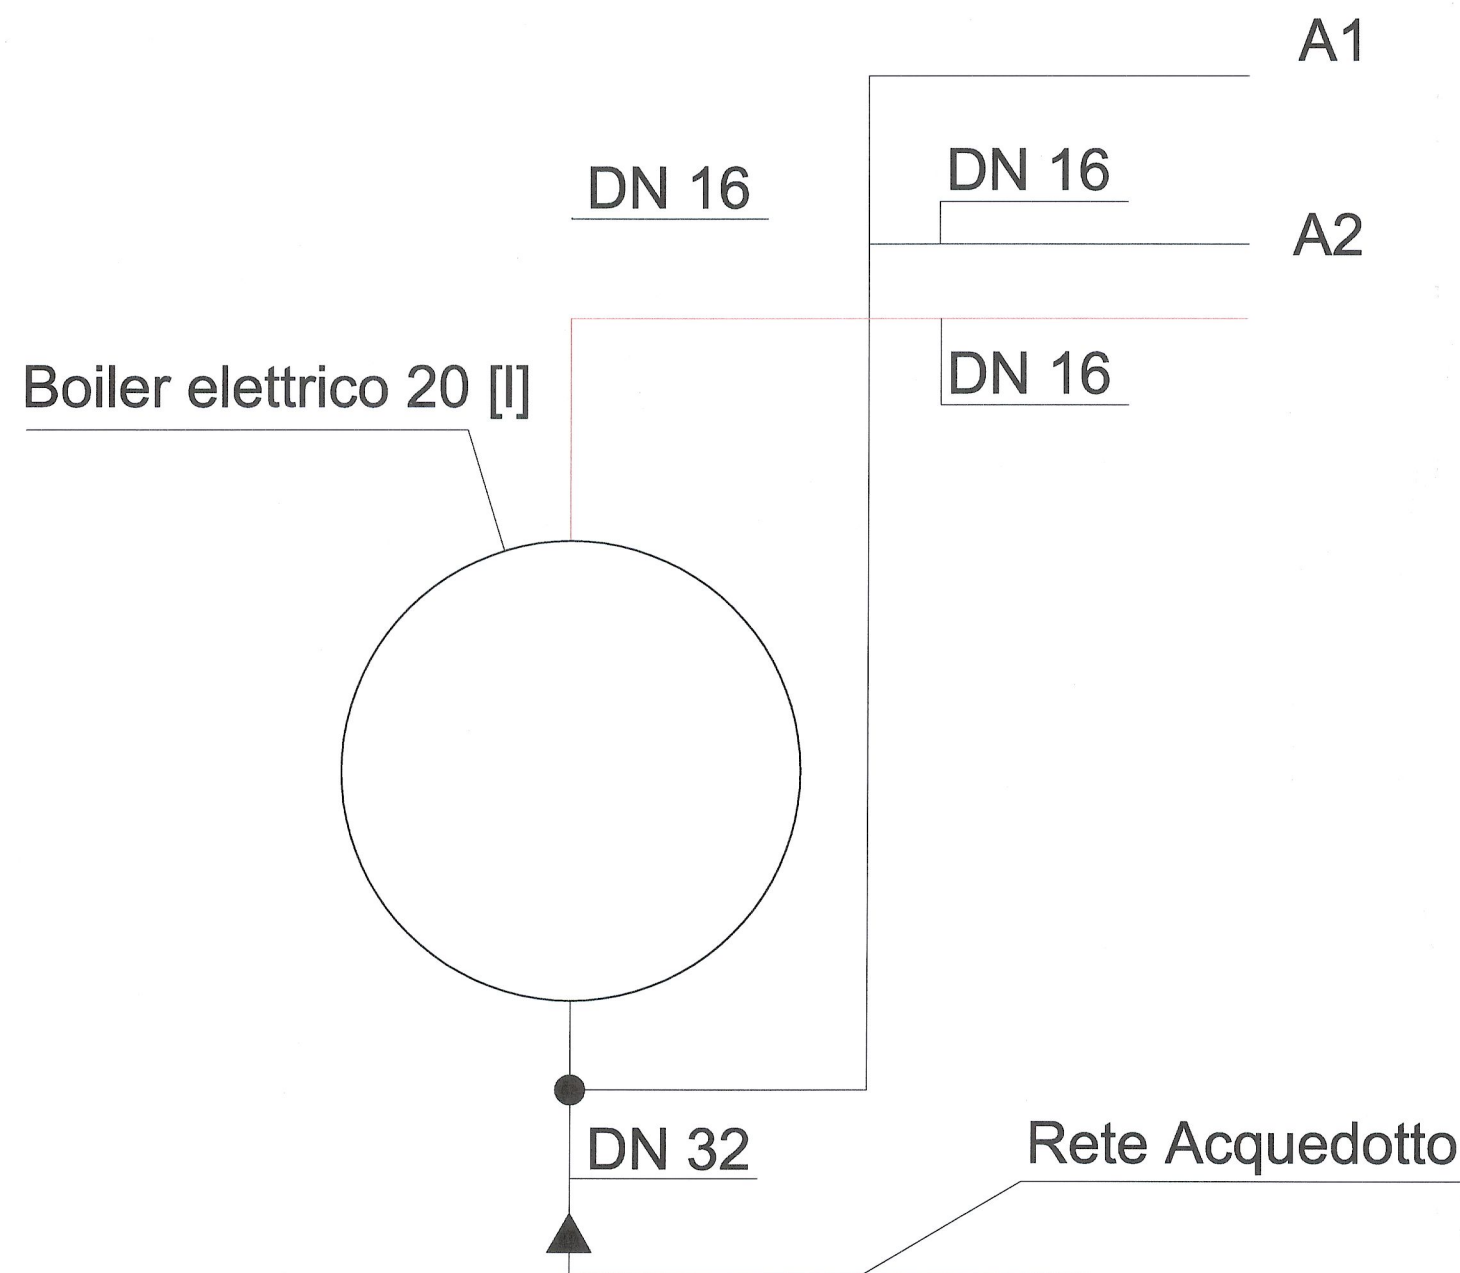 A1
DN 16
DN 16
A2
Boiler elettrico 20 [l]
DN 16
DN 32
Rete Acquedotto